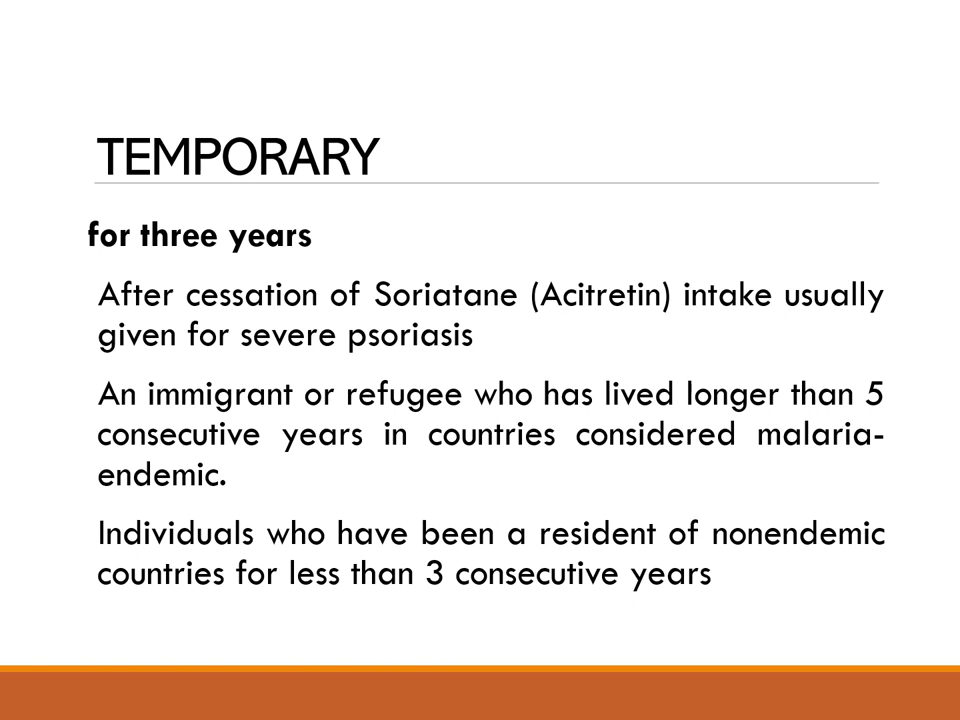 TEMPORARY
for three years
After cessation of Soriatane (Acitretin) intake usually
given for severe psoriasis
An immigrant or refugee who has lived longer than 5
consecutive years in countries considered malaria-
endemic.
Individuals who have been a resident of nonendemic
countries for less than 3 consecutive years